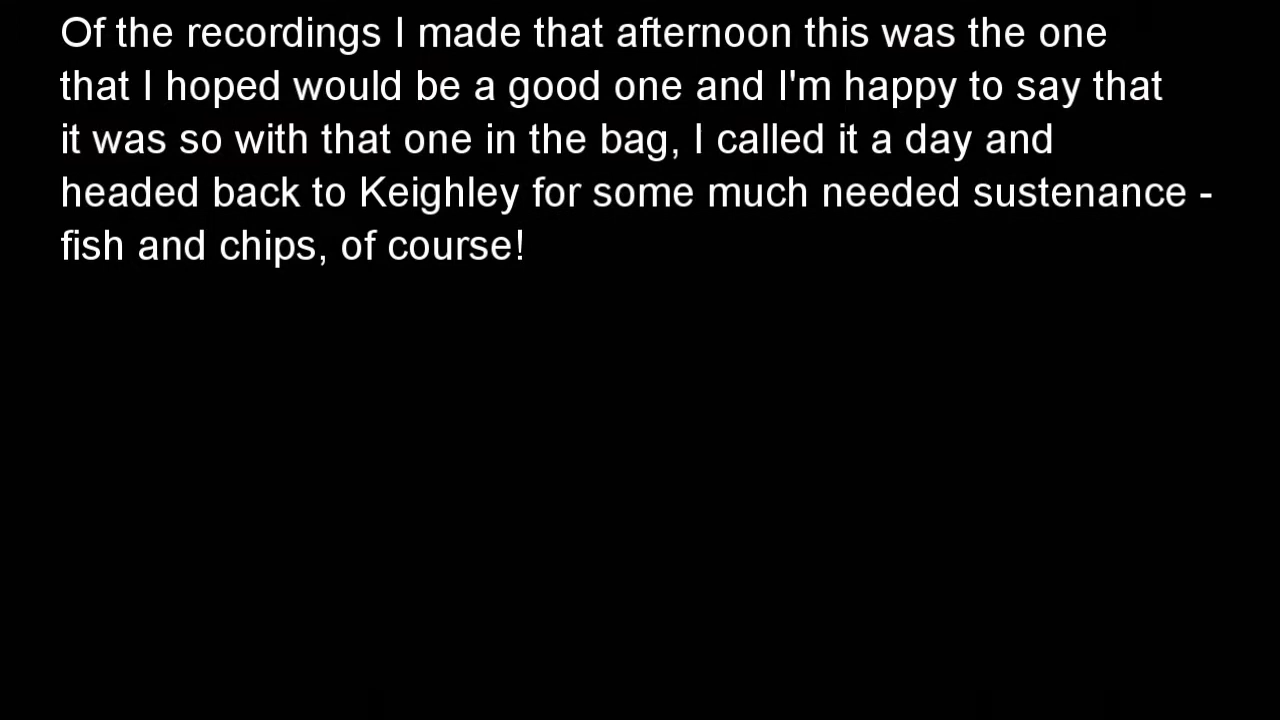 Of the recordings I made that afternoon this was the one
that I hoped would be a good one and I'm happy to say that
it was so with that one in the bag, I called it a day and
headed back to Keighley for some much needed sustenance -
fish and chips, of course!